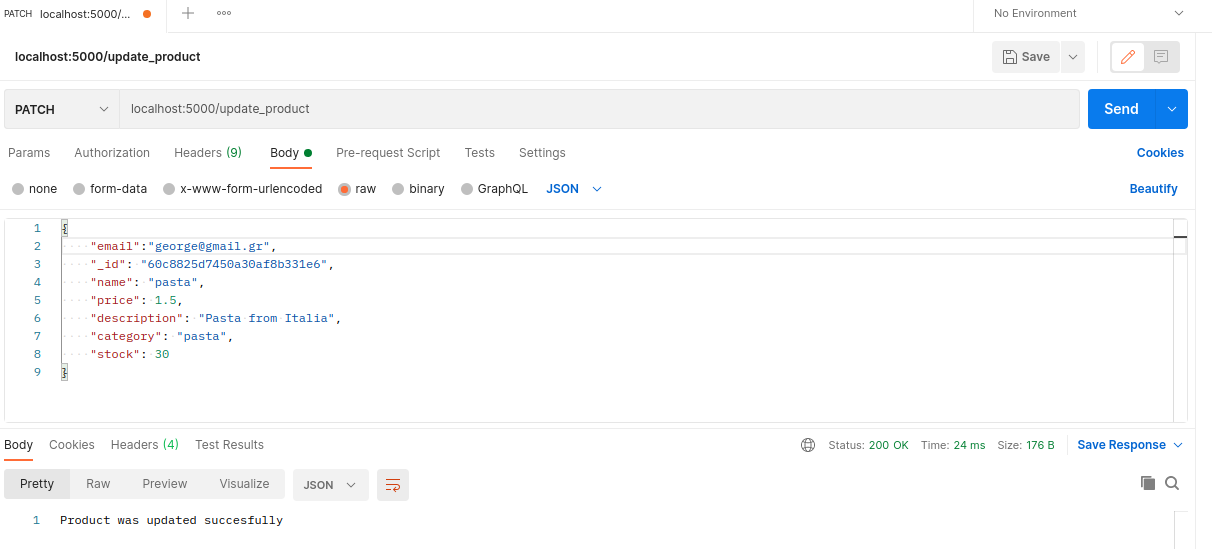 PATCH localhost:5000/... No Environment
localhost:5000/update_product Save
PATCH localhost:5000/update_product Send
Params Authorization Headers (9) Body Pre-request Script Tests Settings Cookies
none form-data x-www-form-urlencoded raw binary GraphQL JSON Beautify
1 {
2 "email":"george@gmail.gr",
3 "_id": "60c8825d7450a30af8b331e6",
4 "name": "pasta",
5 "price": 1.5,
6 "description": "Pasta from Italia",
7 "category": "pasta",
8 "stock": 30
9 }
Body Cookies Headers (4) Test Results Status: 200 OK Time: 24 ms Size: 176 B Save Response
Pretty Raw Preview Visualize JSON
1 Product was updated succesfully